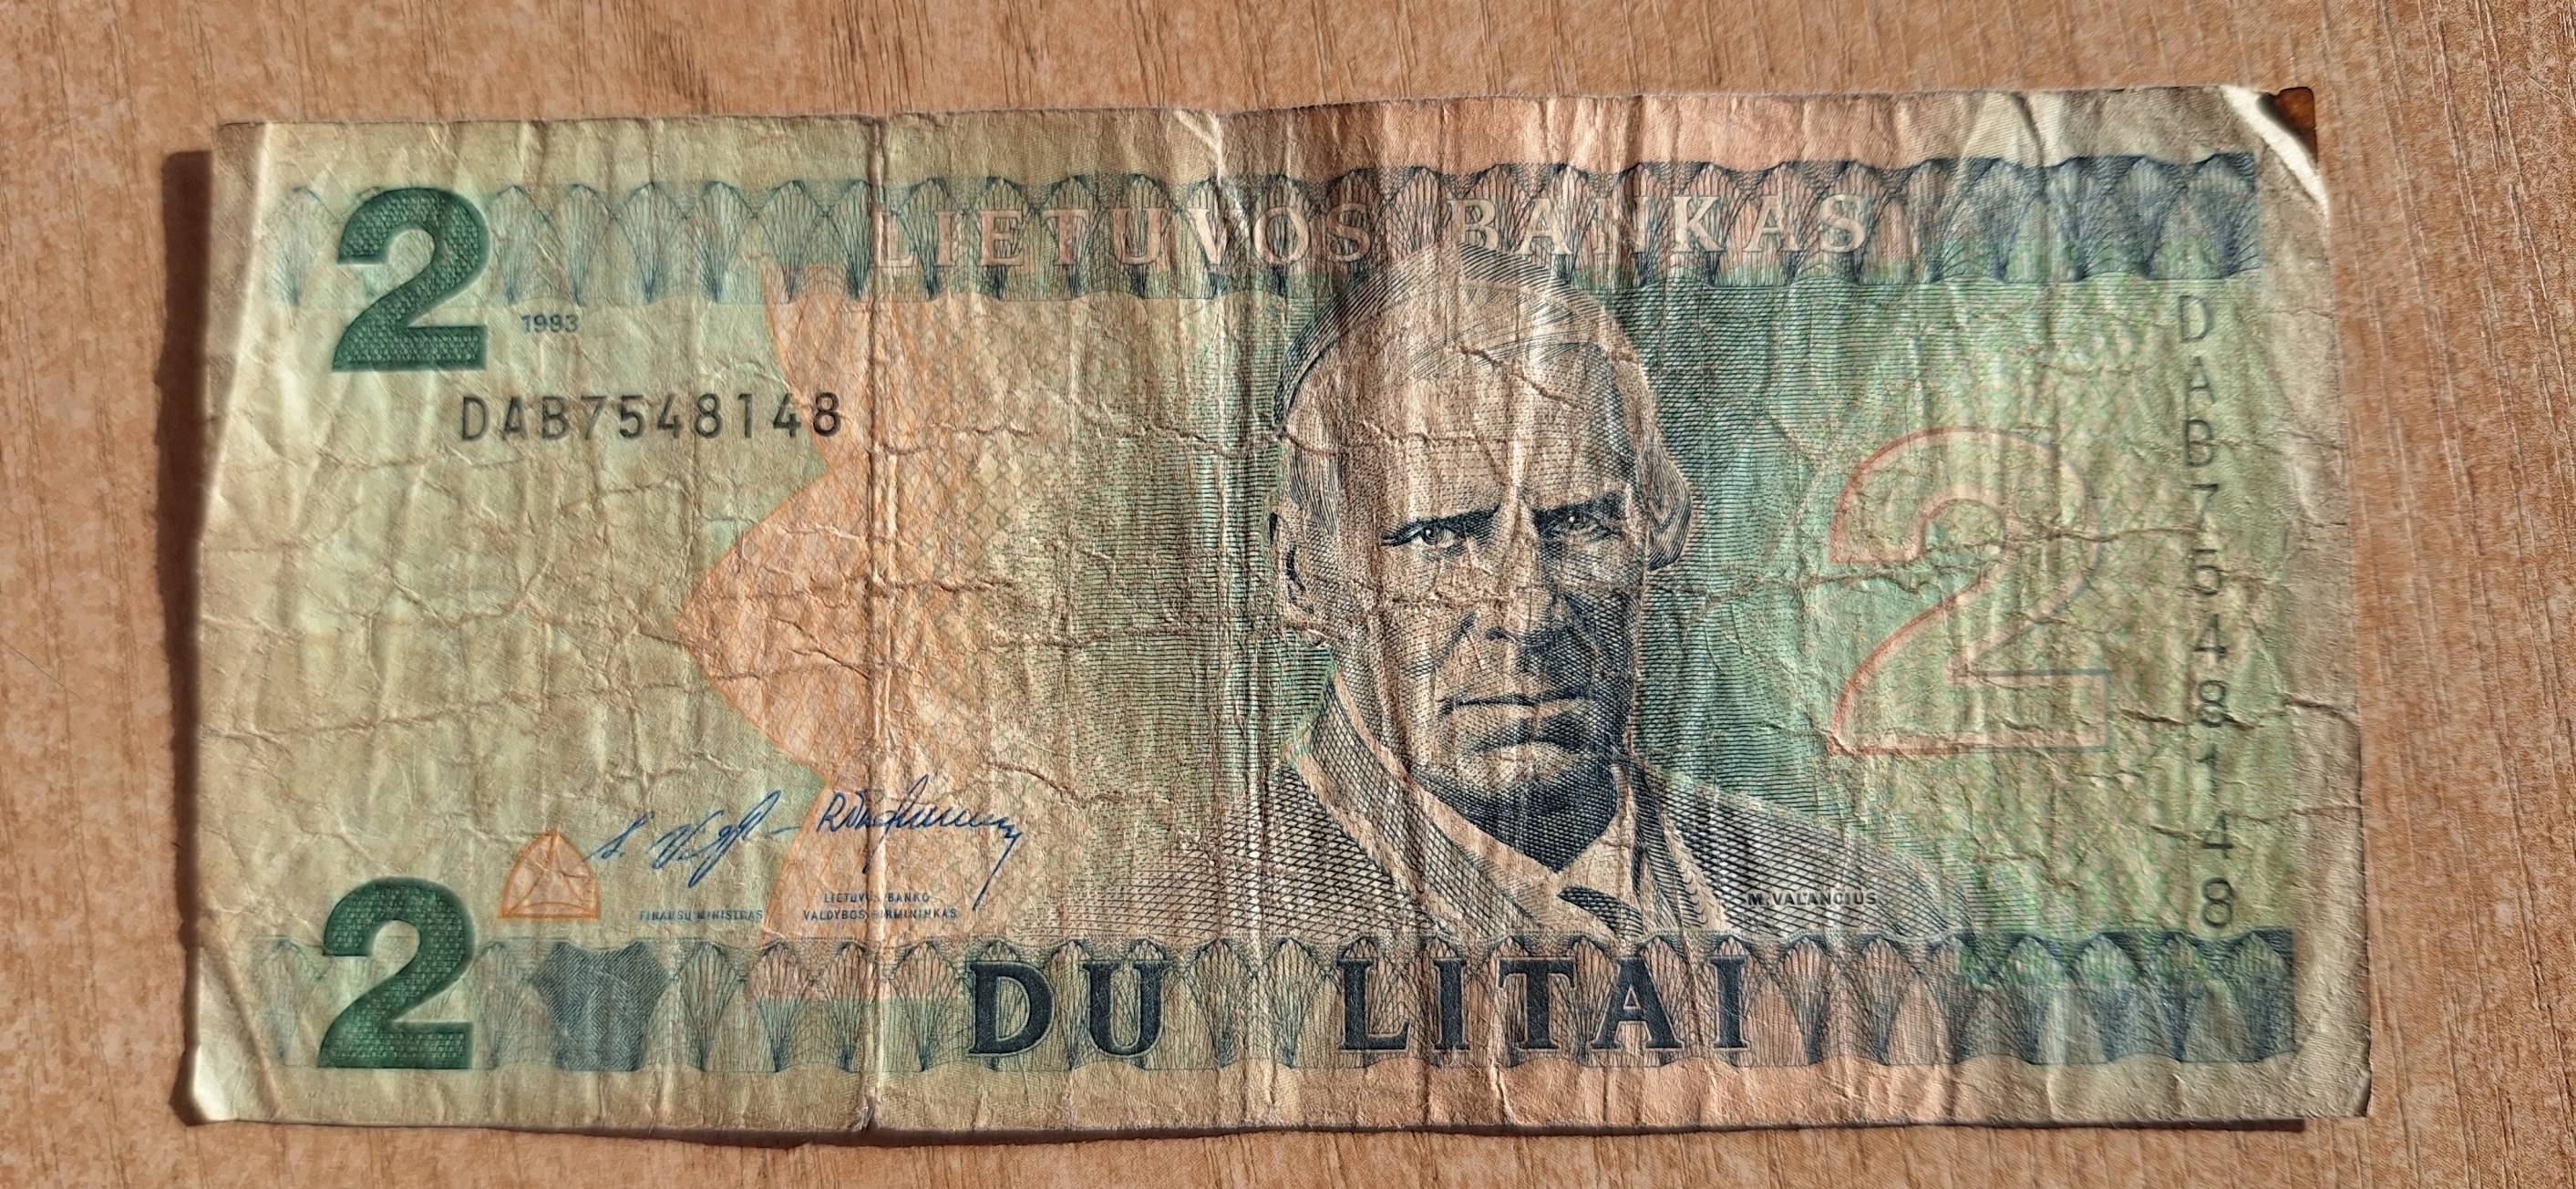 LIETUVOS BANKAS
2
1993
DAB7548148
DAB7548148
2
FINANSŲ MINISTRAS
LIETUVOS BANKO
VALDYBOS PIRMININKAS
M. VALANČIUS
2
DU LITAI